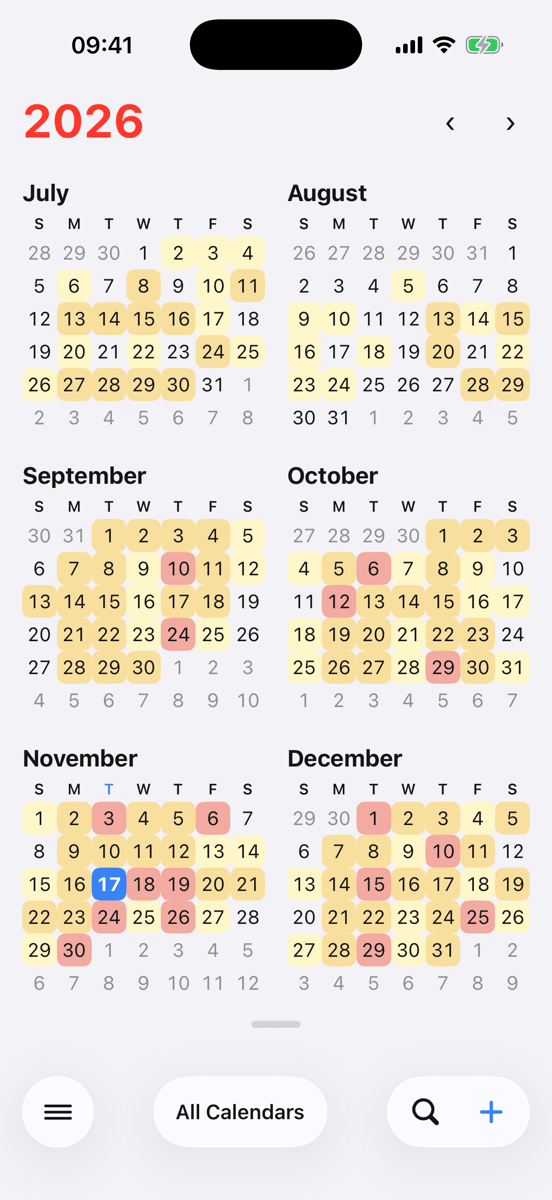 09:41
2026
July
S M T W T F S
28 29 30 1 2 3 4
5 6 7 8 9 10 11
12 13 14 15 16 17 18
19 20 21 22 23 24 25
26 27 28 29 30 31 1
2 3 4 5 6 7 8
August
S M T W T F S
26 27 28 29 30 31 1
2 3 4 5 6 7 8
9 10 11 12 13 14 15
16 17 18 19 20 21 22
23 24 25 26 27 28 29
30 31 1 2 3 4 5
September
S M T W T F S
30 31 1 2 3 4 5
6 7 8 9 10 11 12
13 14 15 16 17 18 19
20 21 22 23 24 25 26
27 28 29 30 1 2 3
4 5 6 7 8 9 10
October
S M T W T F S
27 28 29 30 1 2 3
4 5 6 7 8 9 10
11 12 13 14 15 16 17
18 19 20 21 22 23 24
25 26 27 28 29 30 31
1 2 3 4 5 6 7
November
S M T W T F S
1 2 3 4 5 6 7
8 9 10 11 12 13 14
15 16 17 18 19 20 21
22 23 24 25 26 27 28
29 30 1 2 3 4 5
6 7 8 9 10 11 12
December
S M T W T F S
29 30 1 2 3 4 5
6 7 8 9 10 11 12
13 14 15 16 17 18 19
20 21 22 23 24 25 26
27 28 29 30 31 1 2
3 4 5 6 7 8 9
All Calendars